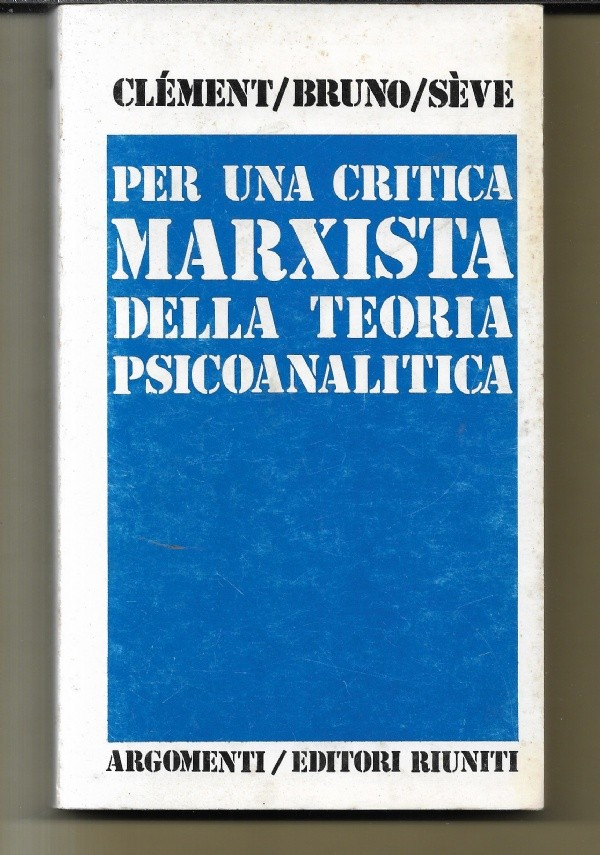 CLÉMENT/BRUNO/SÈVE
PER UNA CRITICA
MARXISTA
DELLA TEORIA
PSICOANALITICA
ARGOMENTI/EDITORI RIUNITI